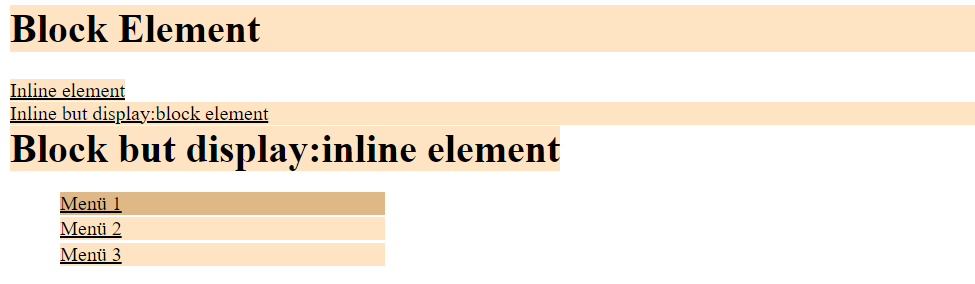 Block Element
Inline element
Inline but display:block element
Block but display:inline element
Menü 1
Menü 2
Menü 3